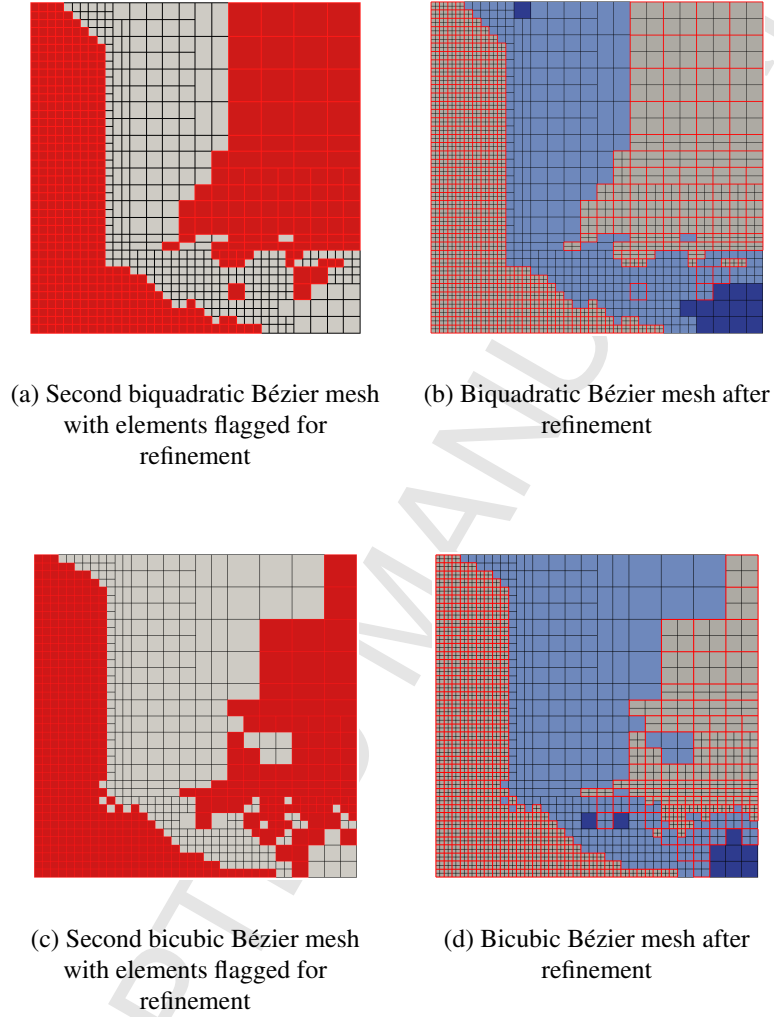 (a) Second biquadratic Bézier mesh
with elements flagged for
refinement
(b) Biquadratic Bézier mesh after
refinement
(c) Second bicubic Bézier mesh
with elements flagged for
refinement
(d) Bicubic Bézier mesh after
refinement